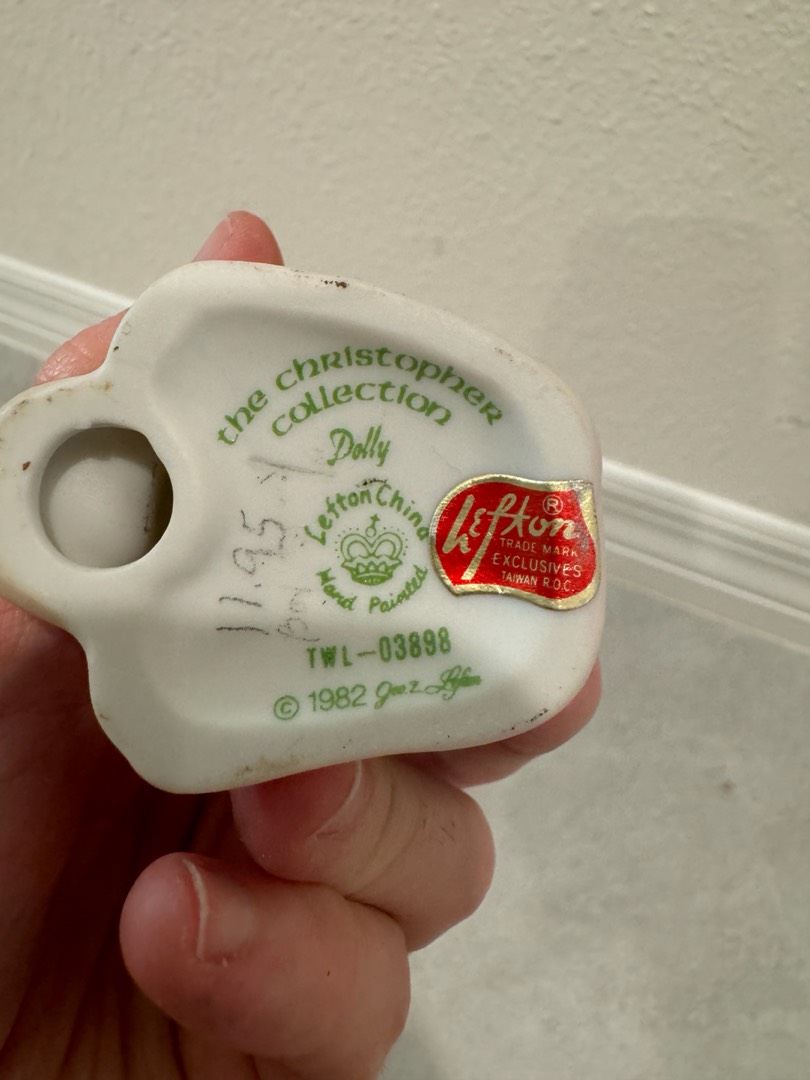 the christopher
collection
Dolly
Lefton China
Hand Painted
TWL-03898
© 1982 Geo. Z. Lefton
11.95
Lefton ®
TRADE MARK
EXCLUSIVES
TAIWAN R.O.C.